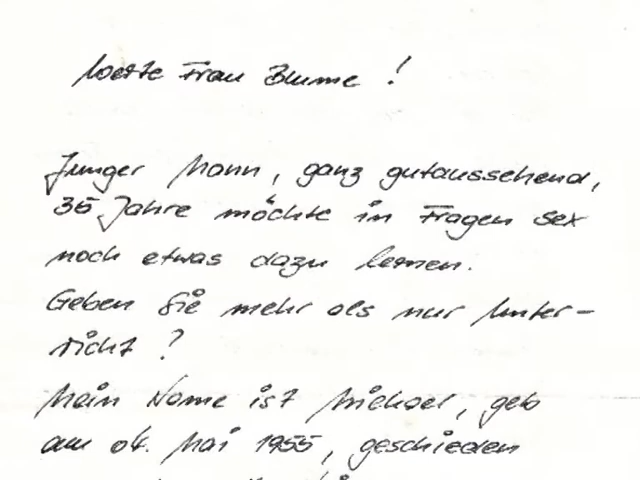 Werte Frau Blume !
Junger Mann, ganz gutaussehend,
35 Jahre möchte in Fragen Sex
noch etwas dazu lernen.
Geben Sie mehr als nur Unter-
richt ?
Mein Name ist Michael, geb
am 04. Mai 1955, geschieden